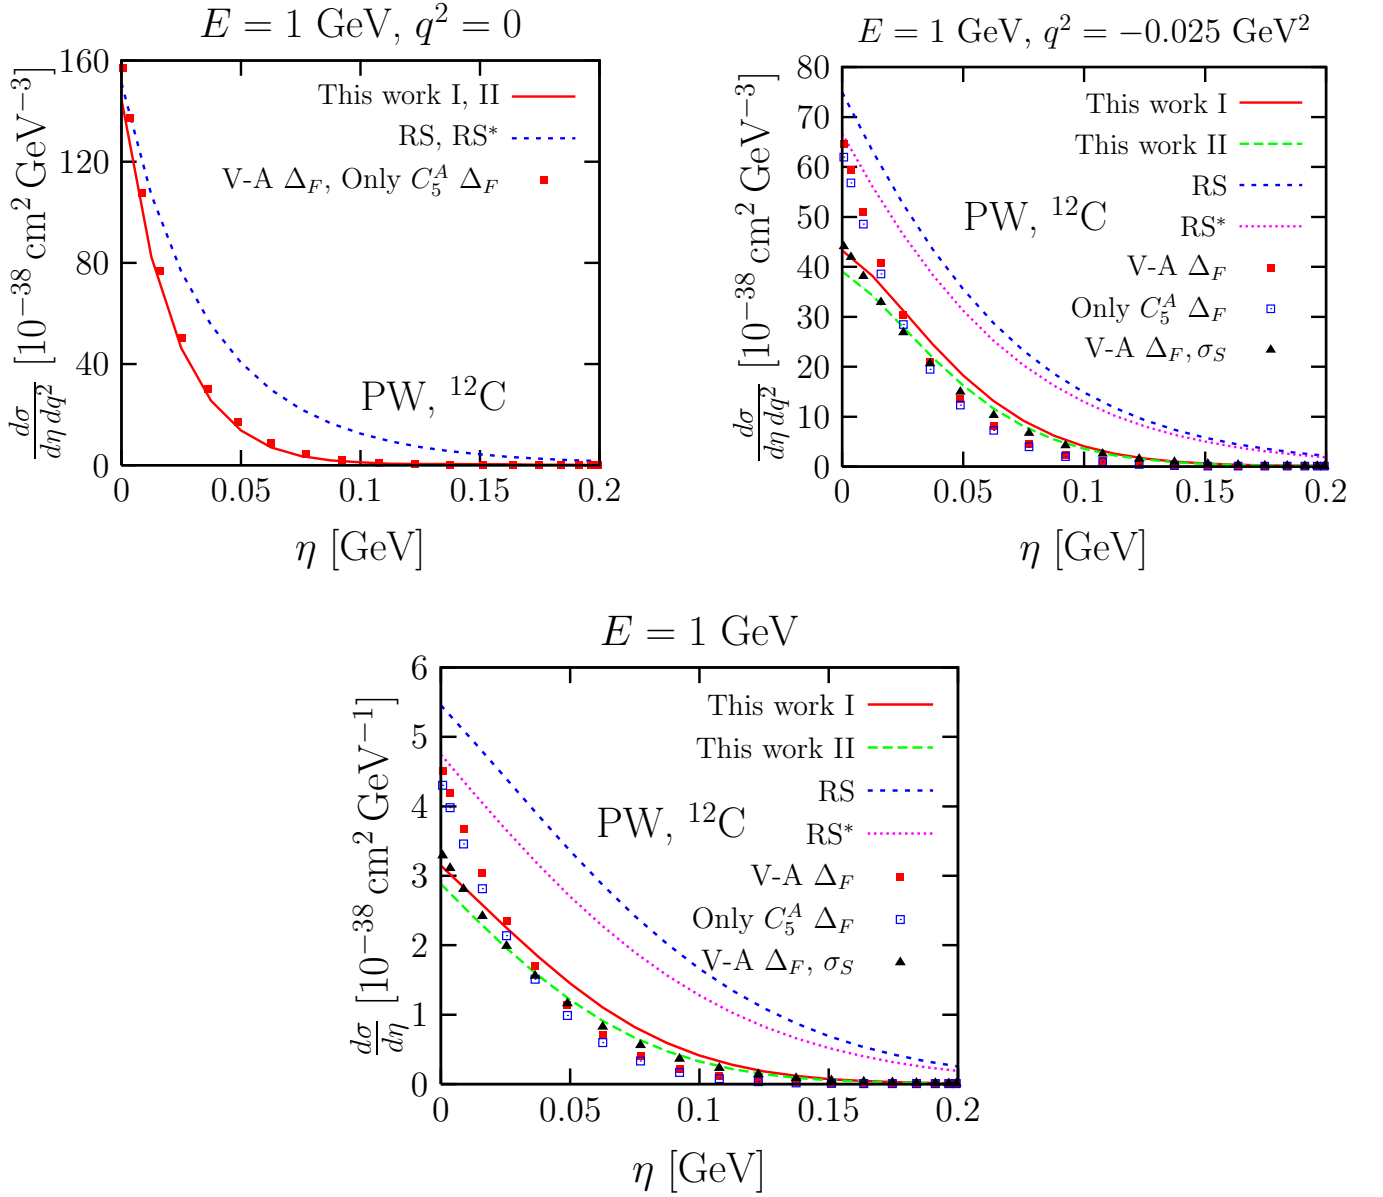 E = 1 GeV, q² = 0
dσ/dη dq² [10⁻³⁸ cm² GeV⁻³]
160
120
80
40
0
This work I, II
RS, RS*
V-A Δ_F, Only C₅ᴬ Δ_F
PW, ¹²C
0 0.05 0.1 0.15 0.2
η [GeV]
E = 1 GeV, q² = −0.025 GeV²
dσ/dη dq² [10⁻³⁸ cm² GeV⁻³]
80
70
60
50
40
30
20
10
0
This work I
This work II
RS
RS*
PW, ¹²C
V-A Δ_F
Only C₅ᴬ Δ_F
V-A Δ_F, σ_S
0 0.05 0.1 0.15 0.2
η [GeV]
E = 1 GeV
dσ/dη [10⁻³⁸ cm² GeV⁻¹]
6
5
4
3
2
1
0
This work I
This work II
RS
RS*
PW, ¹²C
V-A Δ_F
Only C₅ᴬ Δ_F
V-A Δ_F, σ_S
0 0.05 0.1 0.15 0.2
η [GeV]